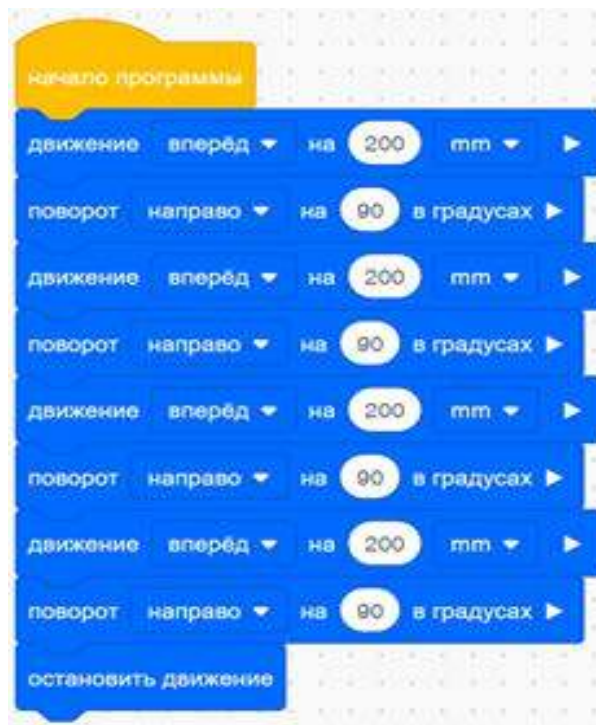 начало программы
движение вперёд на 200 mm
поворот направо на 90 в градусах
движение вперёд на 200 mm
поворот направо на 90 в градусах
движение вперёд на 200 mm
поворот направо на 90 в градусах
движение вперёд на 200 mm
поворот направо на 90 в градусах
остановить движение